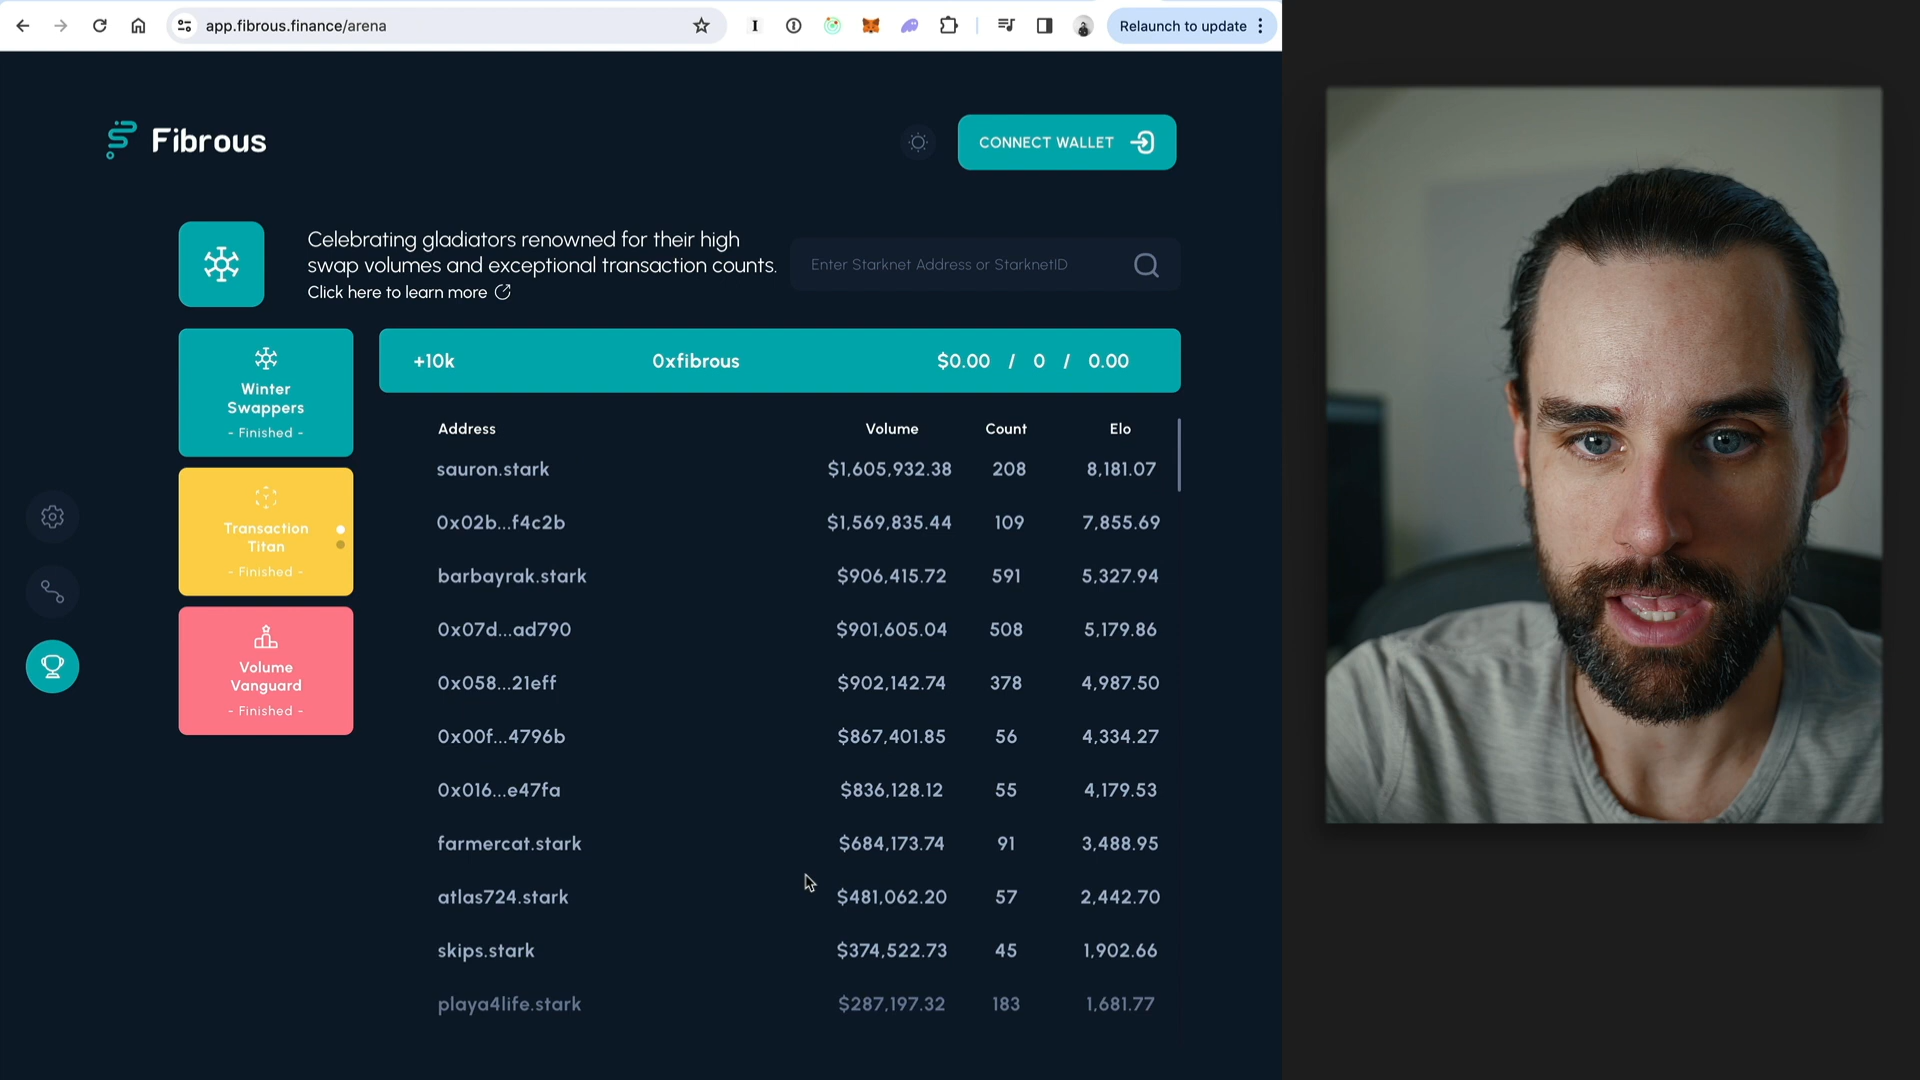 app.fibrous.finance/arena
Relaunch to update
Fibrous
CONNECT WALLET
Celebrating gladiators renowned for their high
swap volumes and exceptional transaction counts.
Click here to learn more
Enter Starknet Address or StarknetID
Winter
Swappers
- Finished -
Transaction
Titan
- Finished -
Volume
Vanguard
- Finished -
+10k 0xfibrous $0.00 / 0 / 0.00
Address Volume Count Elo
sauron.stark $1,605,932.38 208 8,181.07
0x02b...f4c2b $1,569,835.44 109 7,855.69
barbayrak.stark $906,415.72 591 5,327.94
0x07d...ad790 $901,605.04 508 5,179.86
0x058...21eff $902,142.74 378 4,987.50
0x00f...4796b $867,401.85 56 4,334.27
0x016...e47fa $836,128.12 55 4,179.53
farmercat.stark $684,173.74 91 3,488.95
atlas724.stark $481,062.20 57 2,442.70
skips.stark $374,522.73 45 1,902.66
playa4life.stark $287,197.32 183 1,681.77